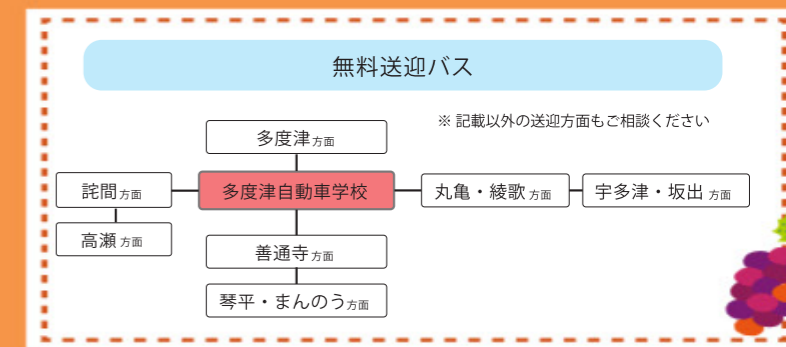 無料送迎バス
※ 記載以外の送迎方面もご相談ください
多度津方面
詫間方面
多度津自動車学校
丸亀・綾歌 方面
宇多津・坂出 方面
高瀬 方面
善通寺方面
琴平・まんのう方面